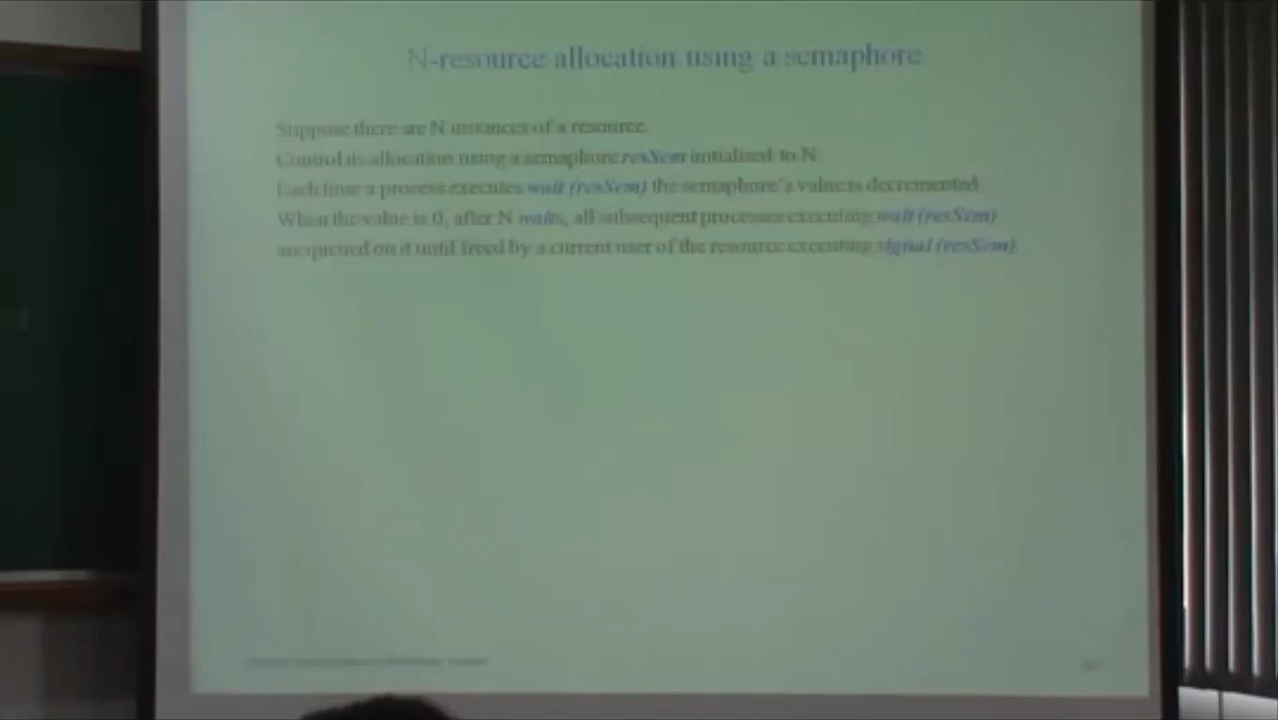 N-resource allocation using a semaphore
Suppose there are N instances of a resource.
Control its allocation using a semaphore resSem initialised to N.
Each time a process executes wait (resSem) the semaphore's value is decremented.
When the value is 0, after N waits, all subsequent processes executing wait (resSem)
are queued on it until freed by a current user of the resource executing signal (resSem).